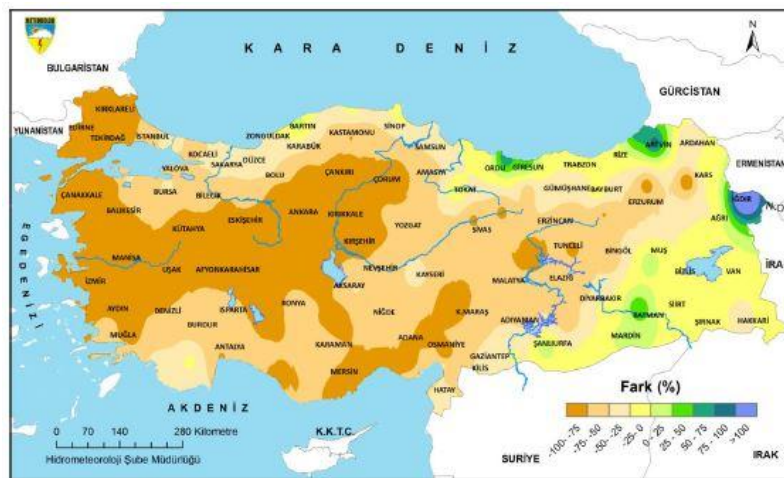 KARA DENİZ
BULGARİSTAN
GÜRCİSTAN
N
YUNANİSTAN
ERMENİSTAN
KIRKLARELİ
EDİRNE
TEKİRDAĞ
İSTANBUL
KOCAELİ
YALOVA
SAKARYA
DÜZCE
ZONGULDAK
BARTIN
KARABÜK
KASTAMONU
SİNOP
SAMSUN
ORDU
GİRESUN
TRABZON
RİZE
ARTVİN
ARDAHAN
KARS
IĞDIR
AĞRI
ÇANAKKALE
BALIKESİR
BURSA
BİLECİK
BOLU
ÇANKIRI
ÇORUM
AMASYA
TOKAT
GÜMÜŞHANE
BAYBURT
ERZURUM
ERZİNCAN
KÜTAHYA
ESKİŞEHİR
ANKARA
KIRIKKALE
YOZGAT
SİVAS
TUNCELİ
BİNGÖL
MUŞ
İRA
EGE DENİZİ
MANİSA
UŞAK
AFYONKARAHİSAR
KIRŞEHİR
NEVŞEHİR
KAYSERİ
MALATYA
ELAZIĞ
BİTLİS
VAN
İZMİR
AYDIN
DENİZLİ
ISPARTA
KONYA
AKSARAY
NİĞDE
K.MARAŞ
ADIYAMAN
DİYARBAKIR
BATMAN
SİİRT
ŞIRNAK
HAKKARİ
MUĞLA
BURDUR
ANTALYA
KARAMAN
MERSİN
ADANA
OSMANİYE
GAZİANTEP
KİLİS
ŞANLIURFA
MARDİN
HATAY
AKDENİZ
K.K.T.C.
SURİYE
IRAK
0 70 140 280 Kilometre
Hidrometeoroloji Şube Müdürlüğü
Fark (%)
-100 - -75
-75 - -50
-50 - -25
-25 - 0
0 - 25
25 - 50
50 - 75
75 - 100
>100